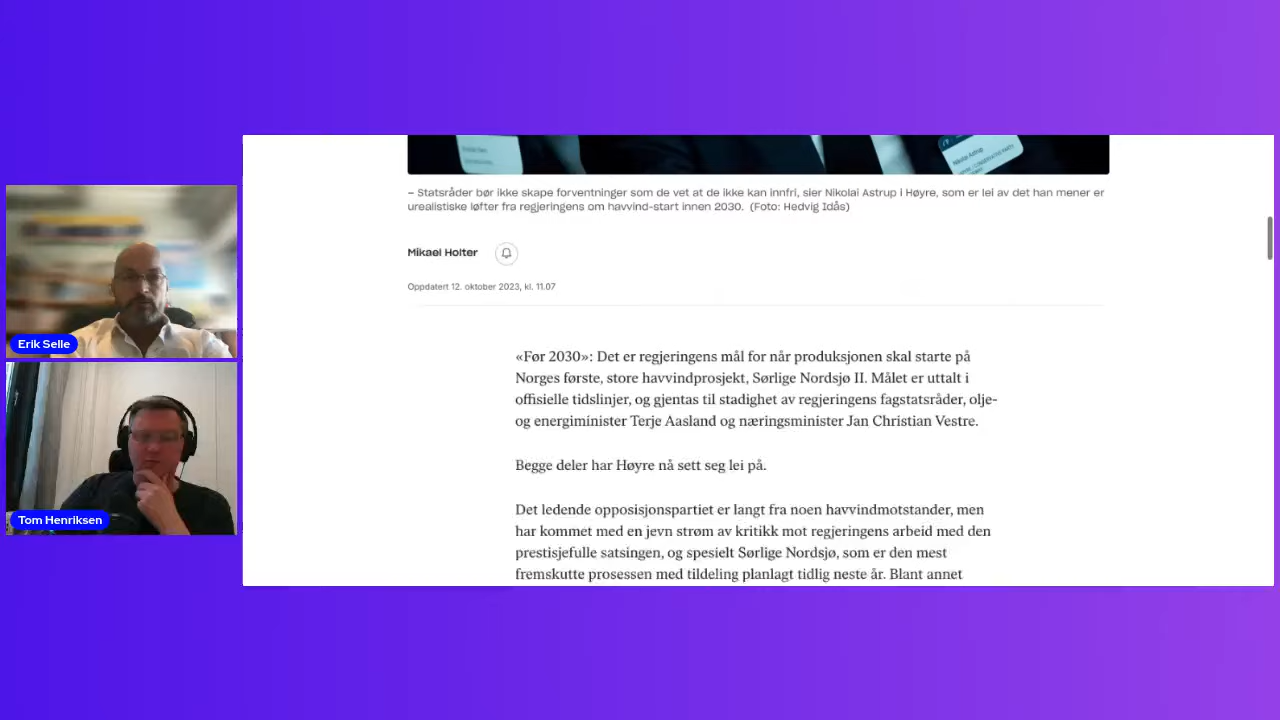 – Statsråder bør ikke skape forventninger som de vet at de ikke kan innfri, sier Nikolai Astrup i Høyre, som er lei av det han mener er
urealistiske løfter fra regjeringens om havvind-start innen 2030.  (Foto: Hedvig Idås)
Mikael Holter
Oppdatert 12. oktober 2023, kl. 11.07
«Før 2030»: Det er regjeringens mål for når produksjonen skal starte på
Norges første, store havvindprosjekt, Sørlige Nordsjø II. Målet er uttalt i
offisielle tidslinjer, og gjentas til stadighet av regjeringens fagstatsråder, olje-
og energiminister Terje Aasland og næringsminister Jan Christian Vestre.
Begge deler har Høyre nå sett seg lei på.
Det ledende opposisjonspartiet er langt fra noen havvindmotstander, men
har kommet med en jevn strøm av kritikk mot regjeringens arbeid med den
prestisjefulle satsingen, og spesielt Sørlige Nordsjø, som er den mest
fremskutte prosessen med tildeling planlagt tidlig neste år. Blant annet
Erik Selle
Tom Henriksen